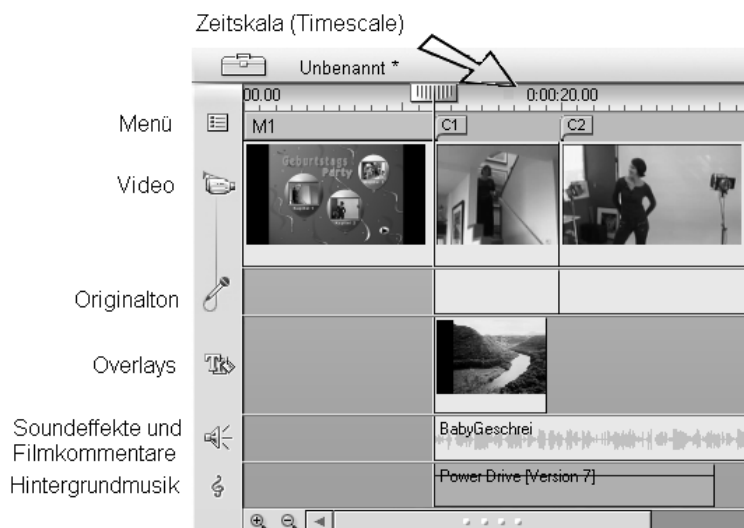 Zeitskala (Timescale)
Unbenannt *
00.00
0:00:20.00
Menü
M1
C1
C2
Video
Geburtstags
Party
Originalton
Overlays
Soundeffekte und
Filmkommentare
BabyGeschrei
Hintergrundmusik
Power Drive [Version 7]